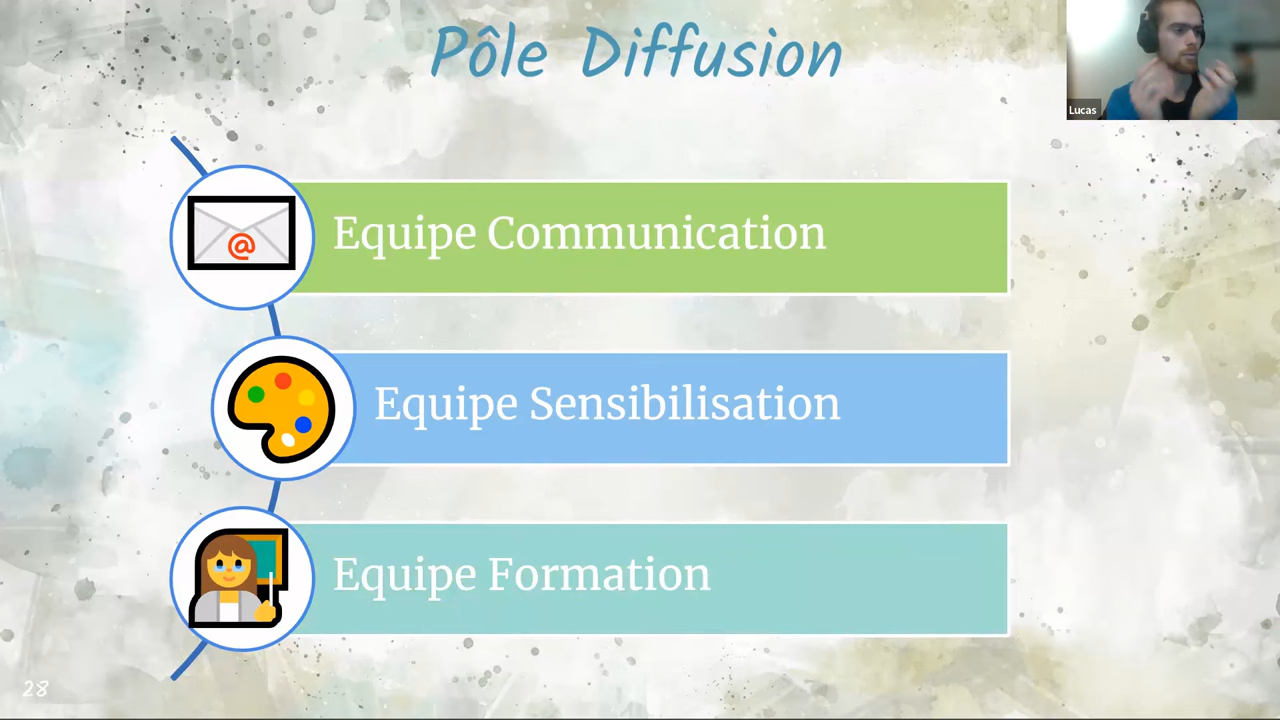 Pôle Diffusion
Lucas
@
Equipe Communication
Equipe Sensibilisation
Equipe Formation
28